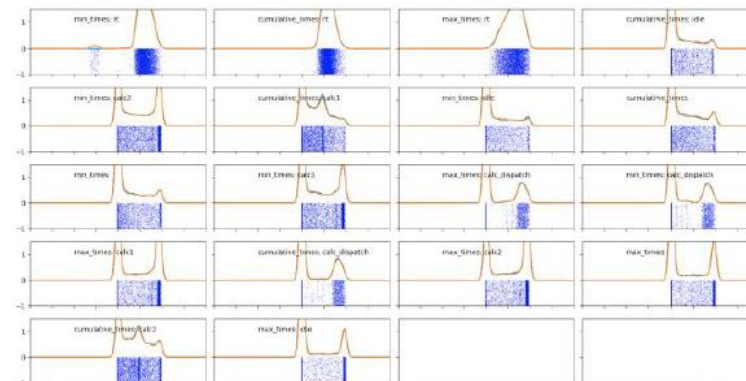 min_times: rt
cumulative_times: rt
max_times: rt
cumulative_times: idle
1
0
−1
min_times: calc2
cumulative_times: calc1
min_times: idle
cumulative_times
1
0
−1
min_times
min_times: calc1
max_times: calc_dispatch
min_times: calc_dispatch
1
0
−1
max_times: calc1
cumulative_times: calc_dispatch
max_times: calc2
max_times
1
0
−1
cumulative_times: calc2
max_times: idle
1
0